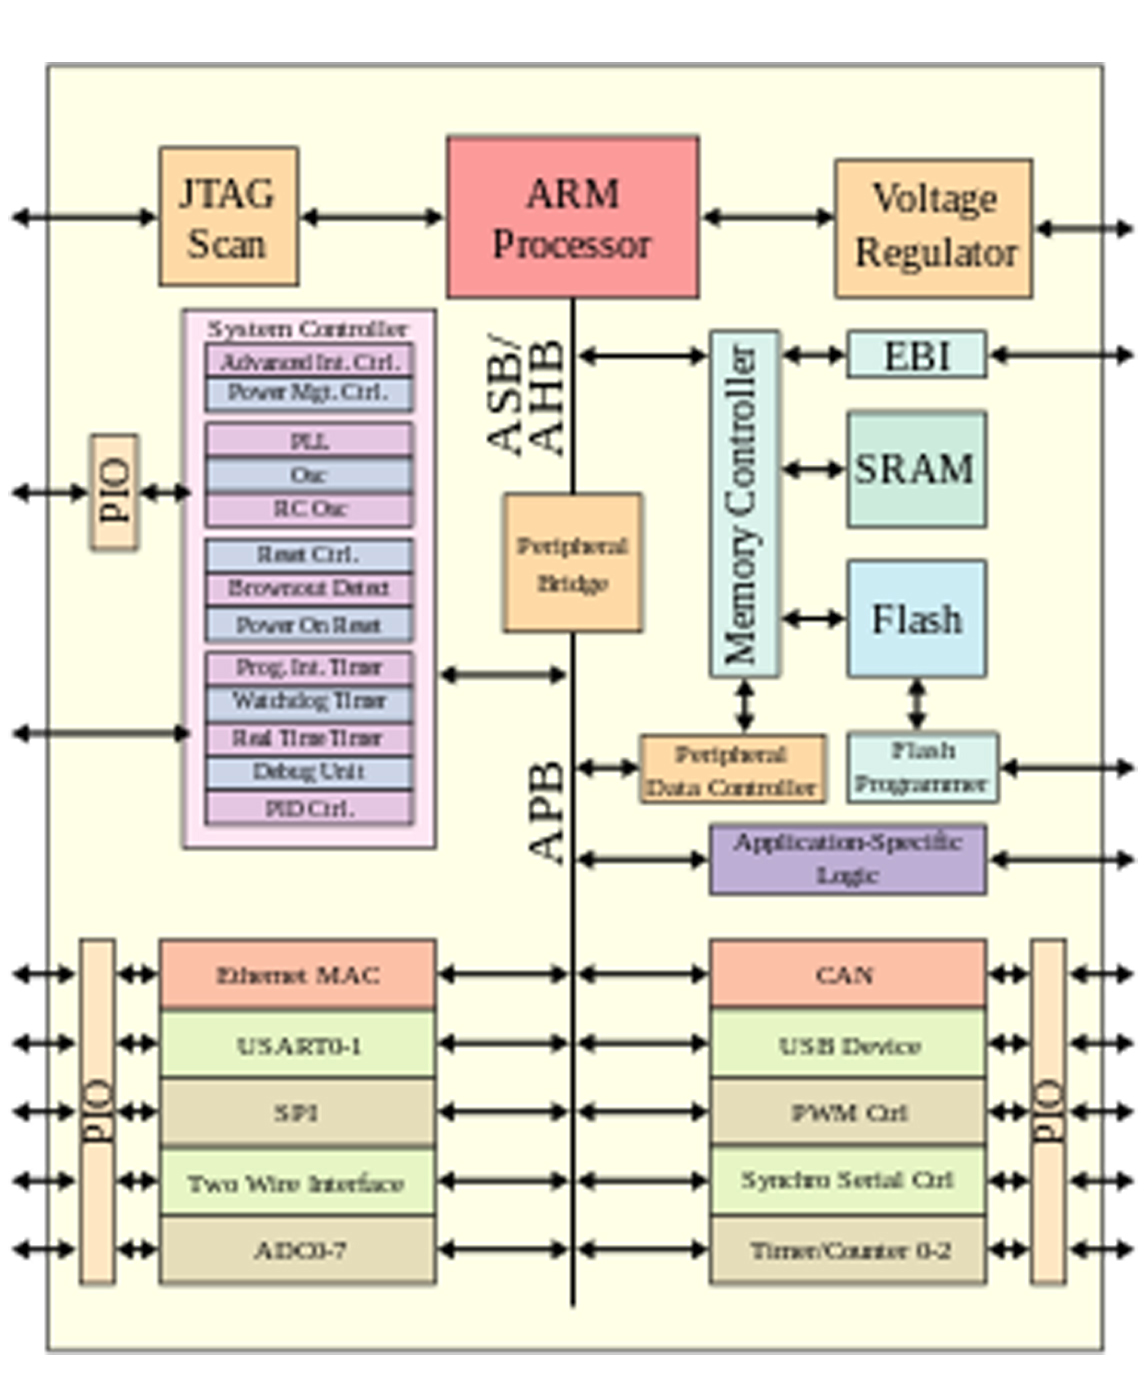 JTAG
Scan
ARM
Processor
Voltage
Regulator
System Controller
Advanced Int. Ctrl.
Power Mgt. Ctrl.
PLL
Osc
RC Osc
Reset Ctrl.
Brownout Detect
Power On Reset
Prog. Int. Timer
Watchdog Timer
Real Time Timer
Debug Unit
PID Ctrl.
PIO
ASB/
AHB
Peripheral
Bridge
APB
Memory Controller
EBI
SRAM
Flash
Peripheral
Data Controller
Flash
Programmer
Application-Specific
Logic
PIO
Ethernet MAC
USART0-1
SPI
Two Wire Interface
ADC0-7
CAN
USB Device
PWM Ctrl
Synchro Serial Ctrl
Timer/Counter 0-2
PIO